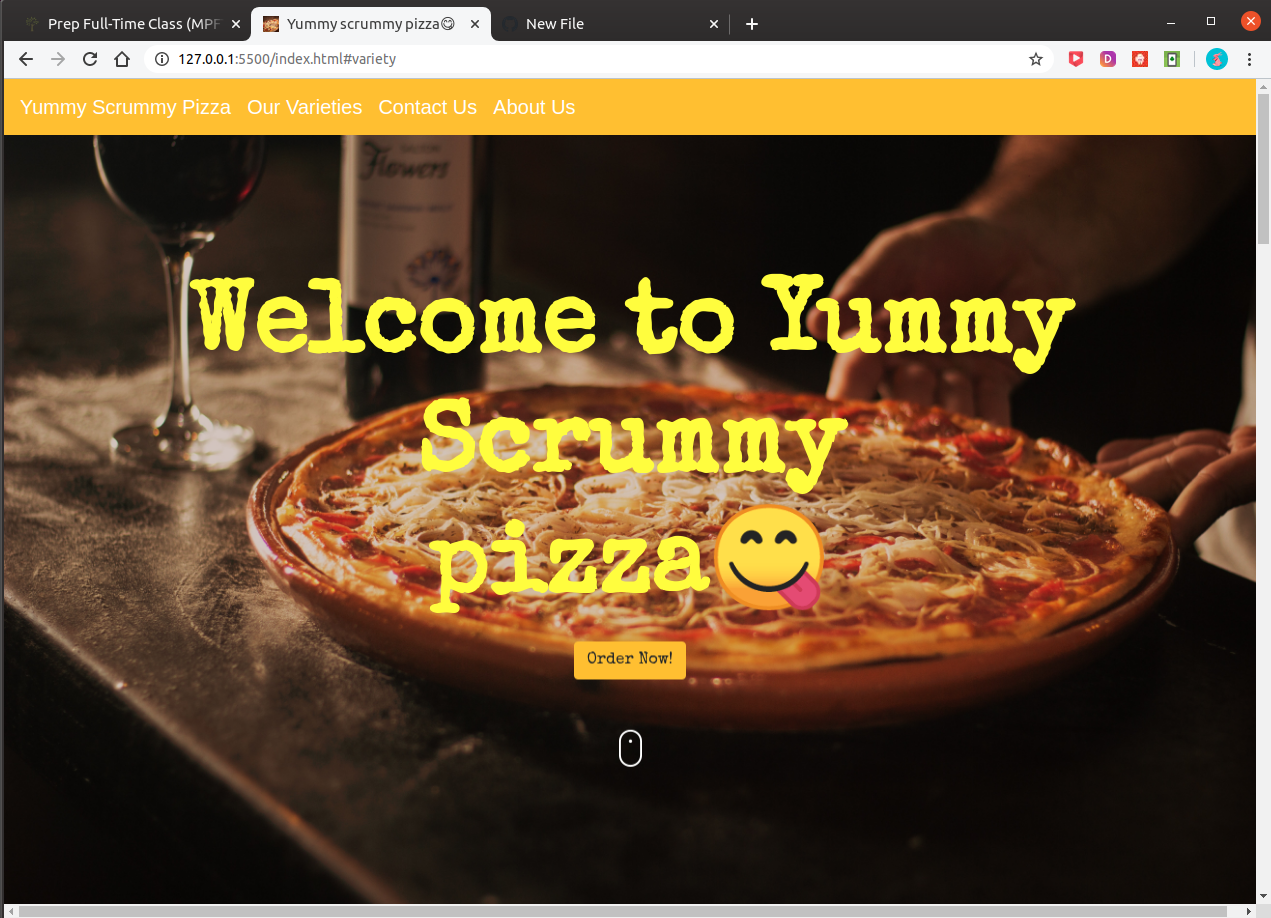 Prep Full-Time Class (MPF
Yummy scrummy pizza😋
New File
127.0.0.1:5500/index.html#variety
Yummy Scrummy Pizza Our Varieties Contact Us About Us
Flowers
Welcome to Yummy
Scrummy
pizza😋
Order Now!